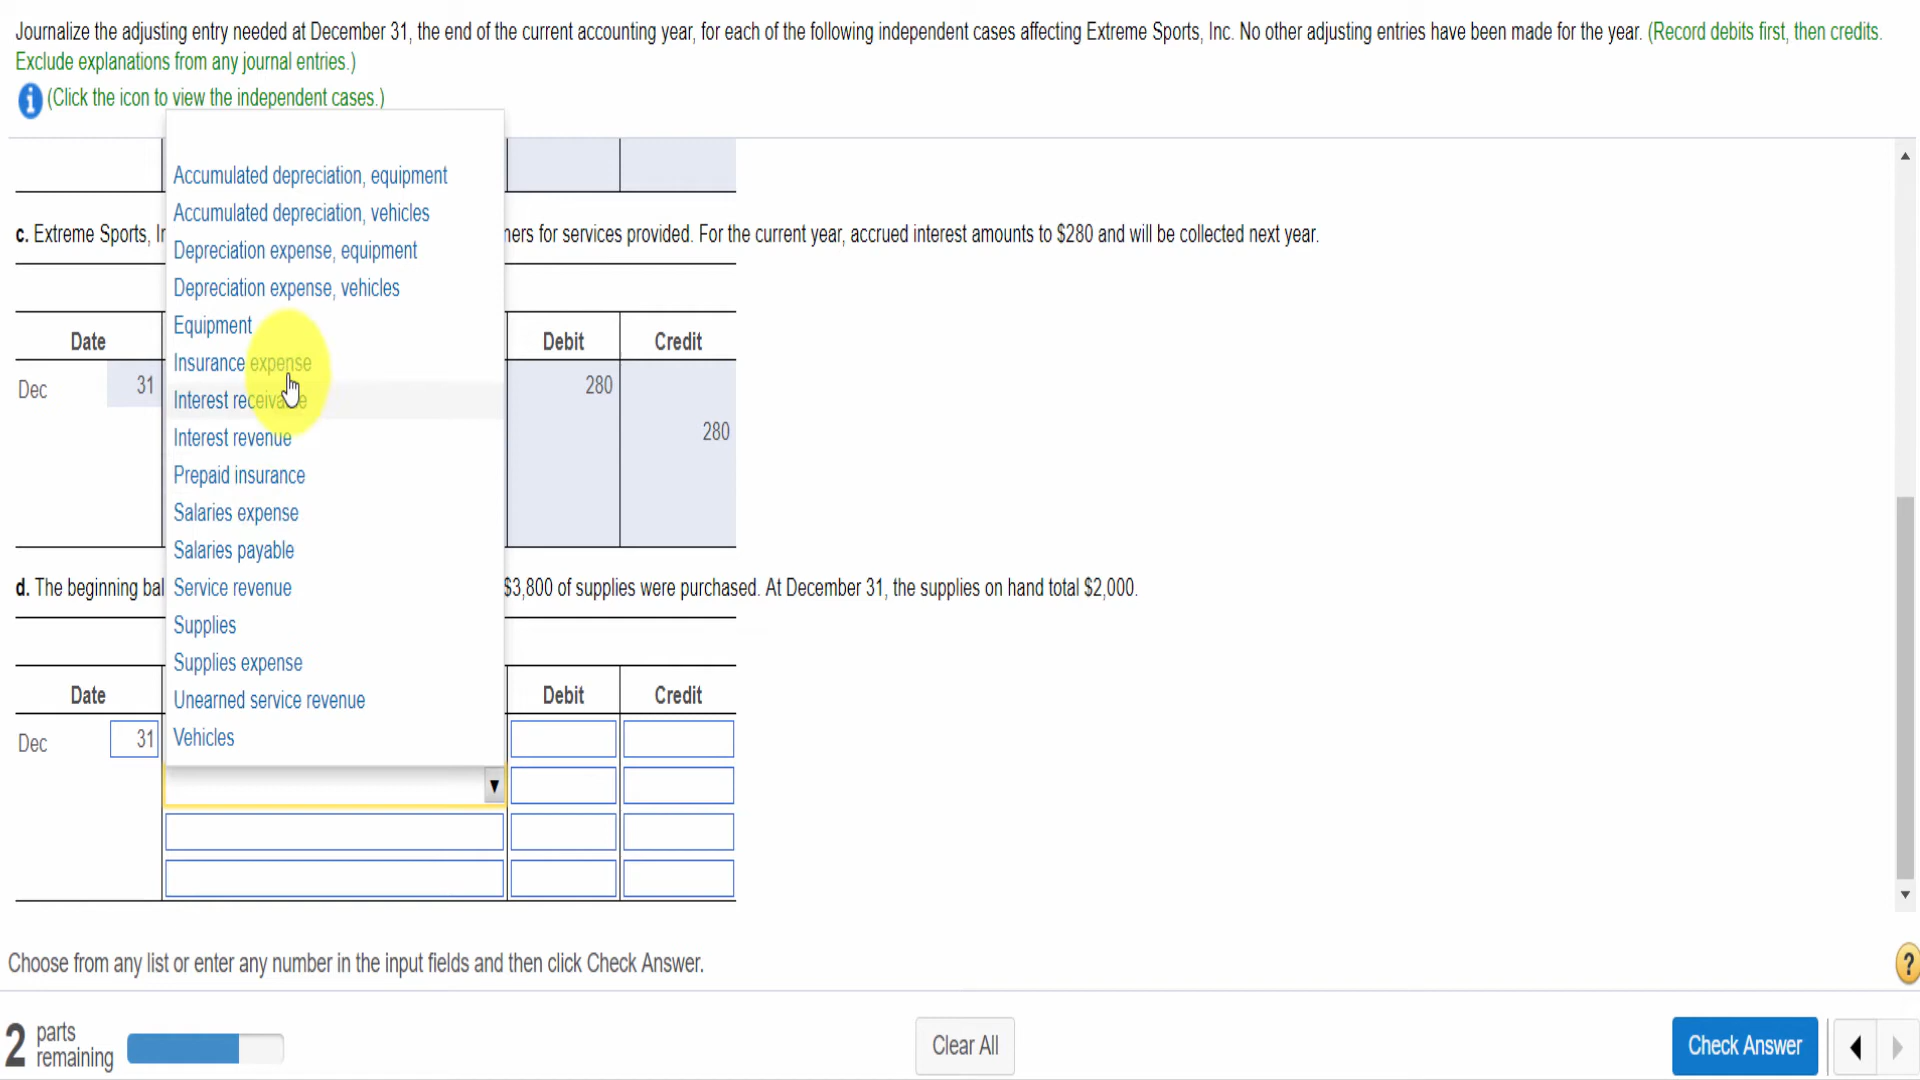 Journalize the adjusting entry needed at December 31, the end of the current accounting year, for each of the following independent cases affecting Extreme Sports, Inc. No other adjusting entries have been made for the year. (Record debits first, then credits.
Exclude explanations from any journal entries.)
(Click the icon to view the independent cases.)
Accumulated depreciation, equipment
Accumulated depreciation, vehicles
c. Extreme Sports, In
ners for services provided. For the current year, accrued interest amounts to $280 and will be collected next year.
Depreciation expense, equipment
Depreciation expense, vehicles
Equipment
Date
Debit
Credit
Insurance expense
Dec
31
280
Interest receivable
Interest revenue
280
Prepaid insurance
Salaries expense
Salaries payable
d. The beginning bal
$3,800 of supplies were purchased. At December 31, the supplies on hand total $2,000.
Service revenue
Supplies
Supplies expense
Date
Debit
Credit
Unearned service revenue
Dec
31
Vehicles
Choose from any list or enter any number in the input fields and then click Check Answer.
?
2 parts
remaining
Clear All
Check Answer